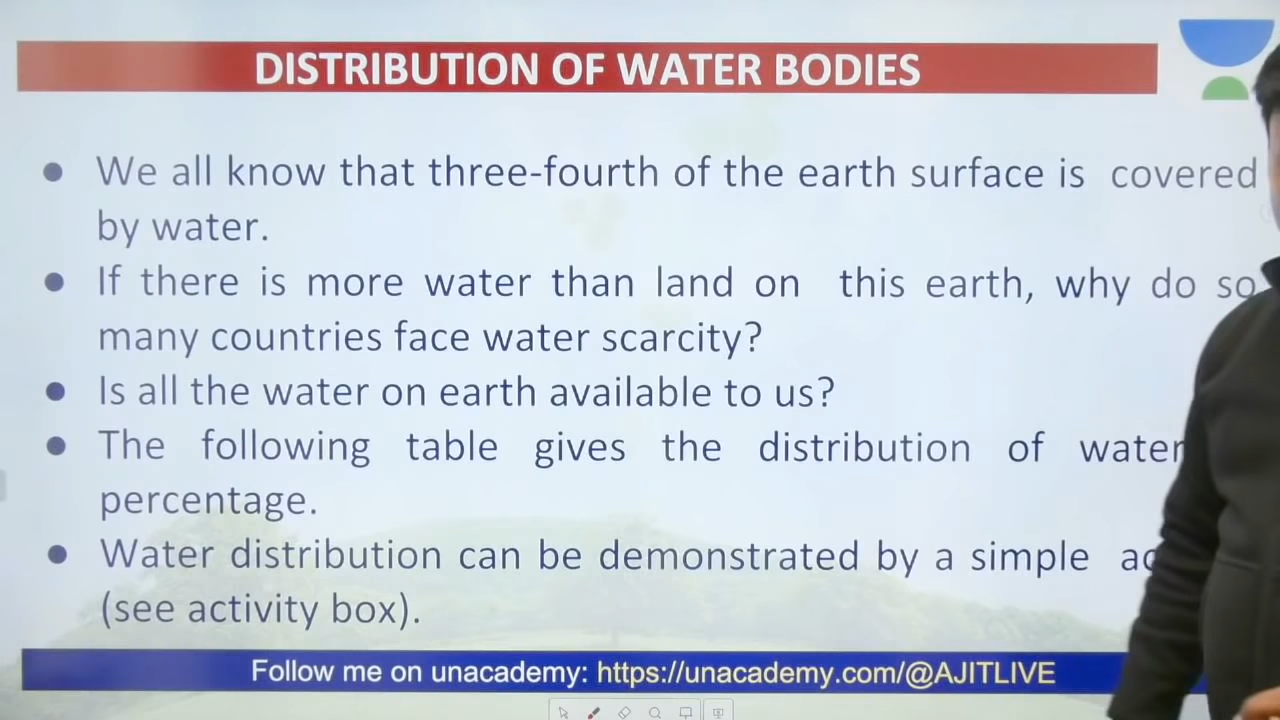 DISTRIBUTION OF WATER BODIES
● We all know that three-fourth of the earth surface is covered
by water.
● If there is more water than land on this earth, why do so
many countries face water scarcity?
● Is all the water on earth available to us?
● The following table gives the distribution of water
percentage.
● Water distribution can be demonstrated by a simple
(see activity box).
Follow me on unacademy: https://unacademy.com/@AJITLIVE